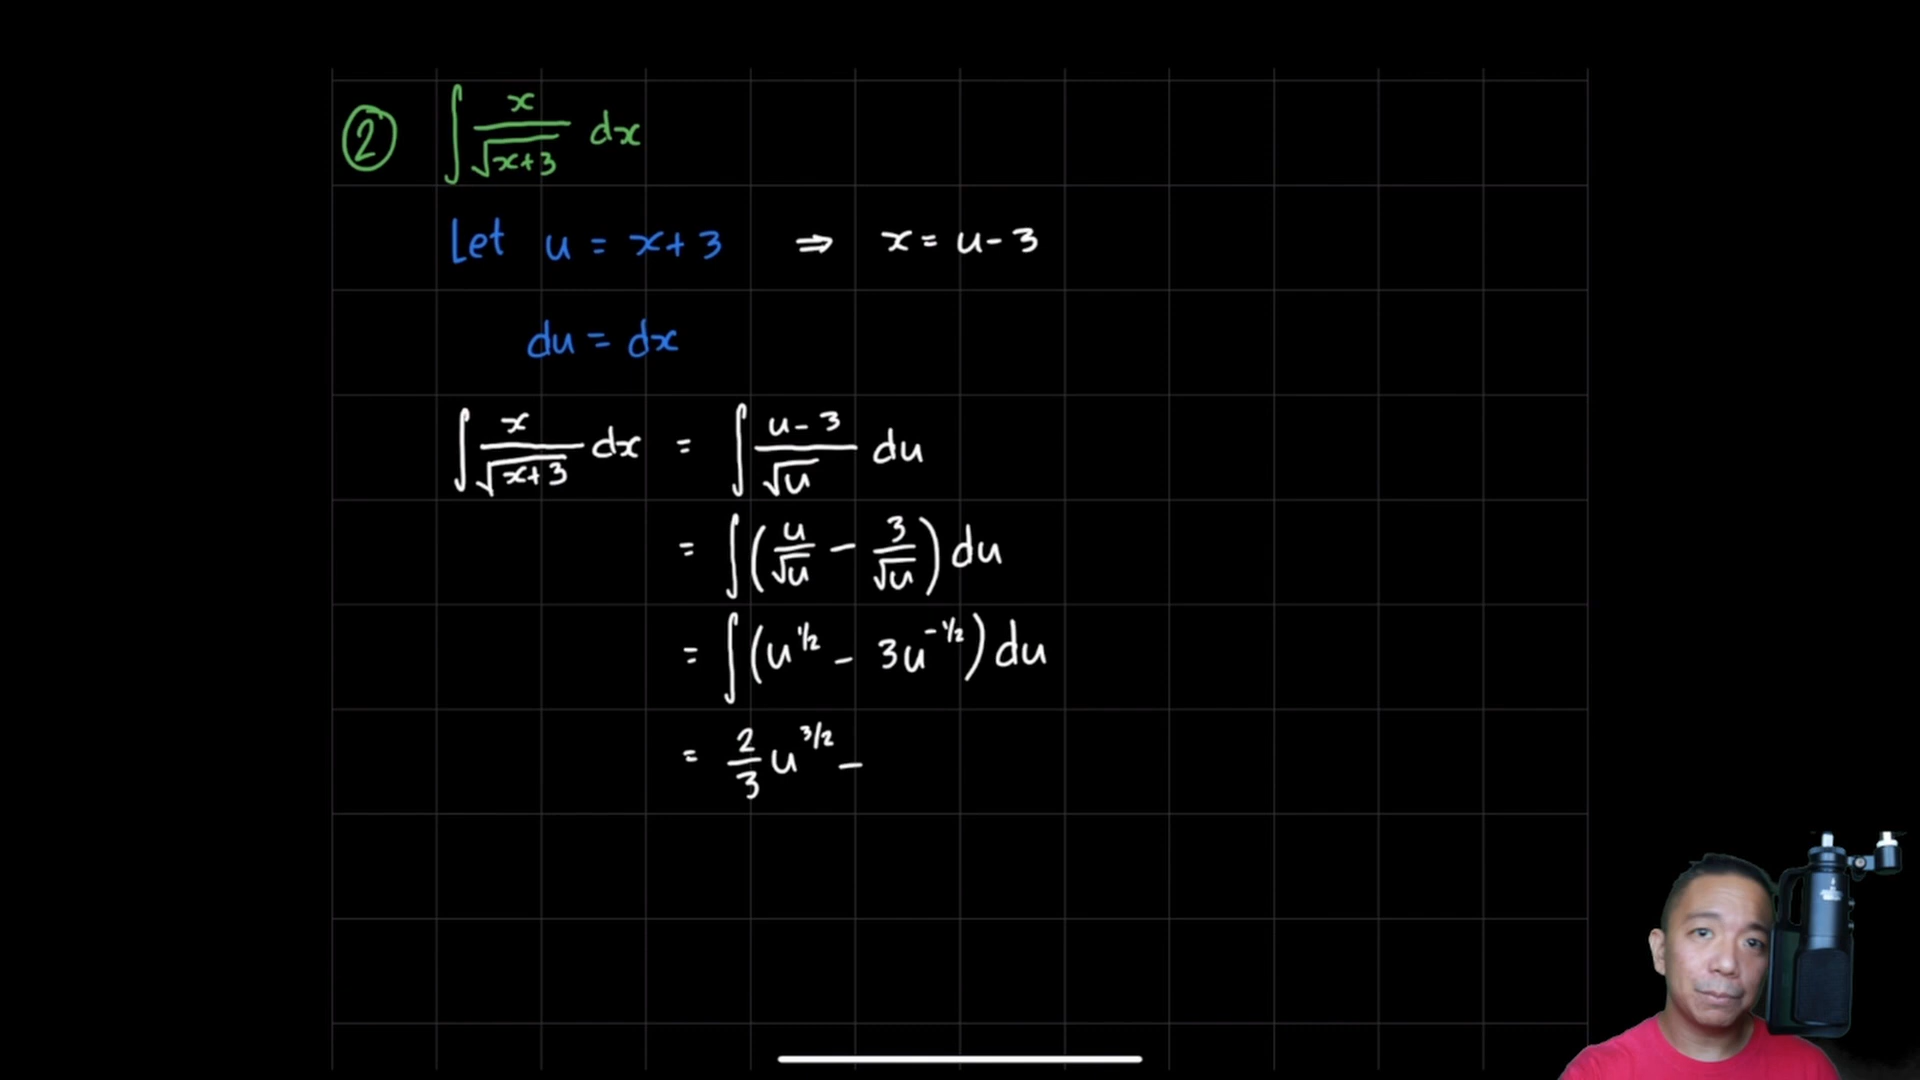 ② ∫ x/√(x+3) dx
Let u = x+3 ⇒ x = u-3
du = dx
∫ x/√(x+3) dx = ∫ (u-3)/√u du
= ∫ (u/√u - 3/√u) du
= ∫ (u^1/2 - 3u^-1/2) du
= 2/3 u^3/2 -